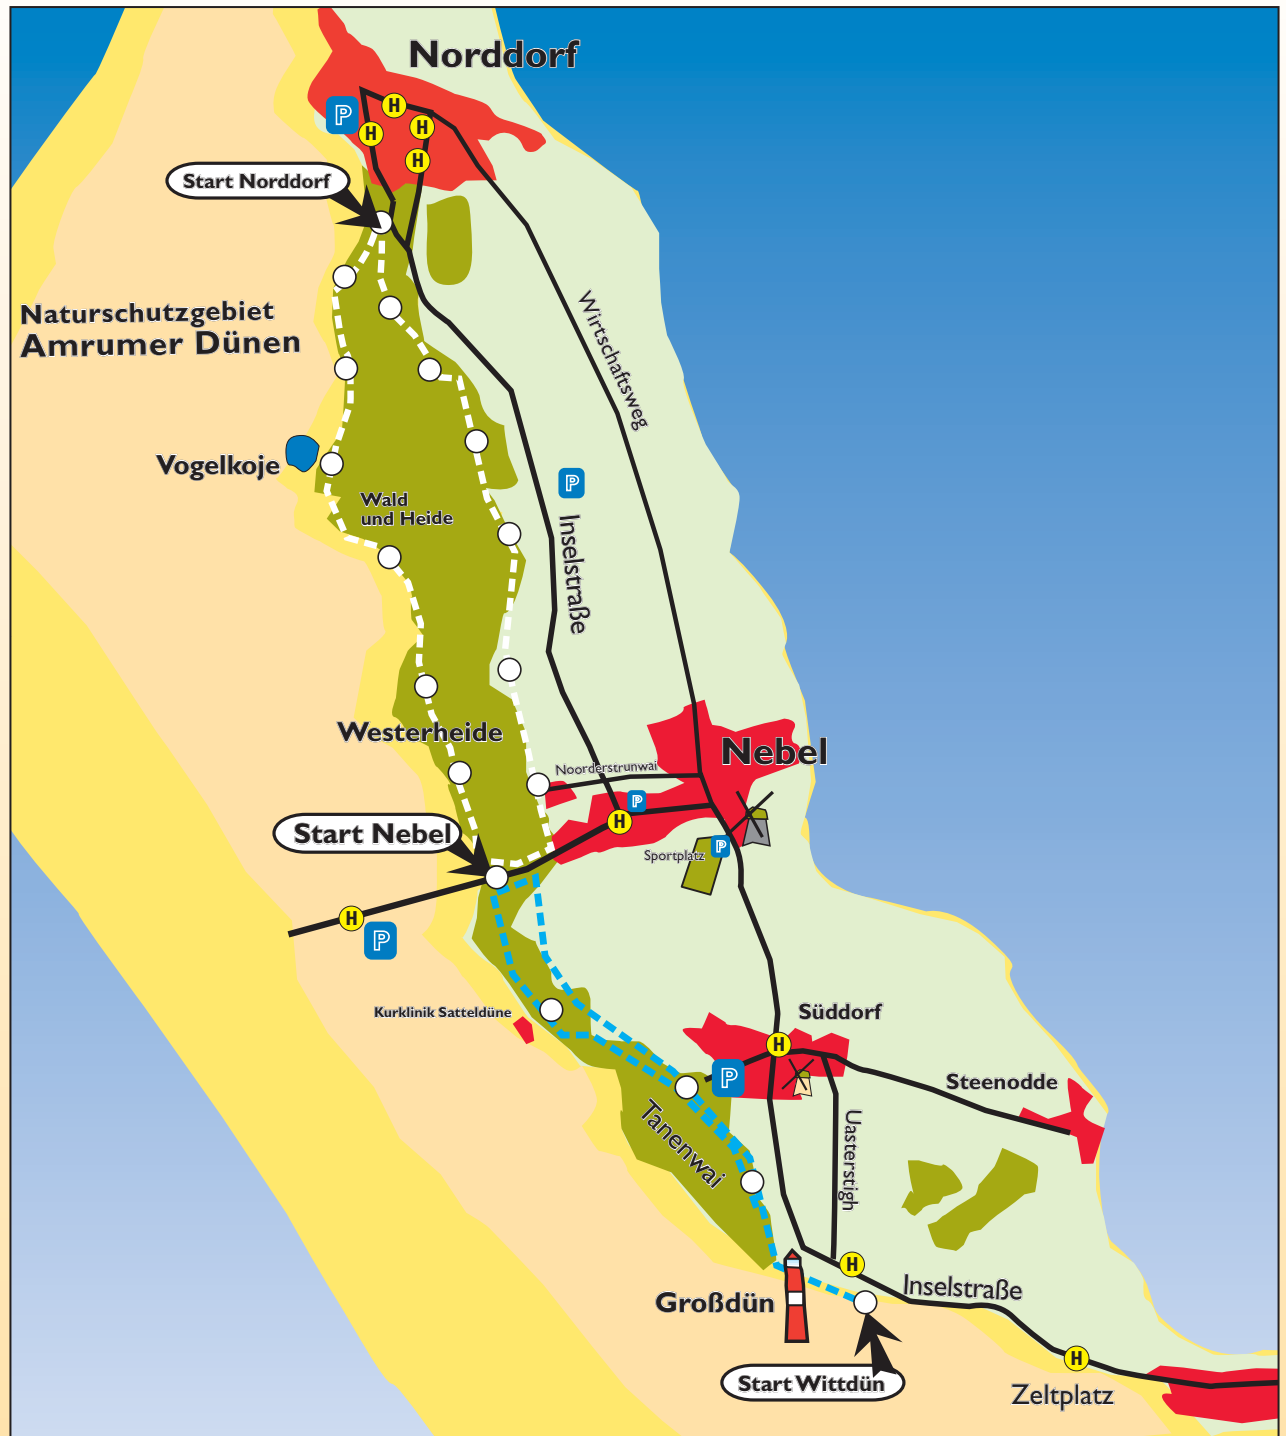 Norddorf
P
H
H
H
H
Start Norddorf
Naturschutzgebiet
Amrumer Dünen
Wirtschaftsweg
Vogelkoje
P
Wald
und Heide
Inselstraße
Westerheide
Nebel
Noorderstrunwai
P
H
Start Nebel
P
Sportplatz
H
P
Kurklinik Satteldüne
Süddorf
H
P
Steenodde
Tanenwai
Uasterstigh
H
Inselstraße
Großdün
Start Wittdün
H
Zeltplatz